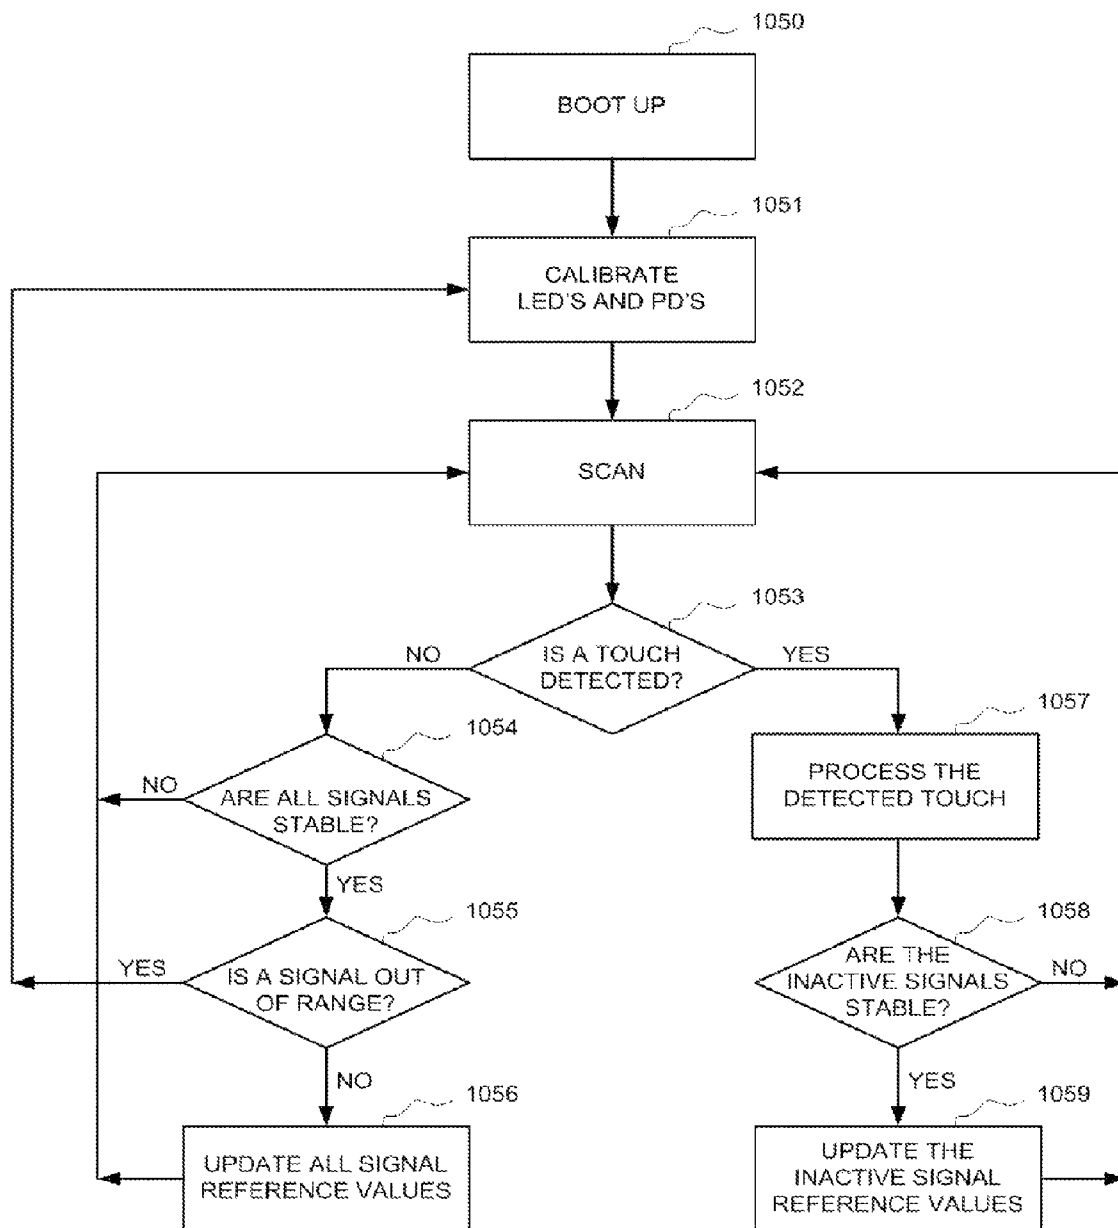 1050
BOOT UP
1051
CALIBRATE
LED'S AND PD'S
1052
SCAN
1053
IS A TOUCH
DETECTED?
NO
YES
1054
ARE ALL SIGNALS
STABLE?
NO
YES
1057
PROCESS THE
DETECTED TOUCH
1055
IS A SIGNAL OUT
OF RANGE?
YES
NO
1058
ARE THE
INACTIVE SIGNALS
STABLE?
NO
YES
1056
UPDATE ALL SIGNAL
REFERENCE VALUES
1059
UPDATE THE
INACTIVE SIGNAL
REFERENCE VALUES